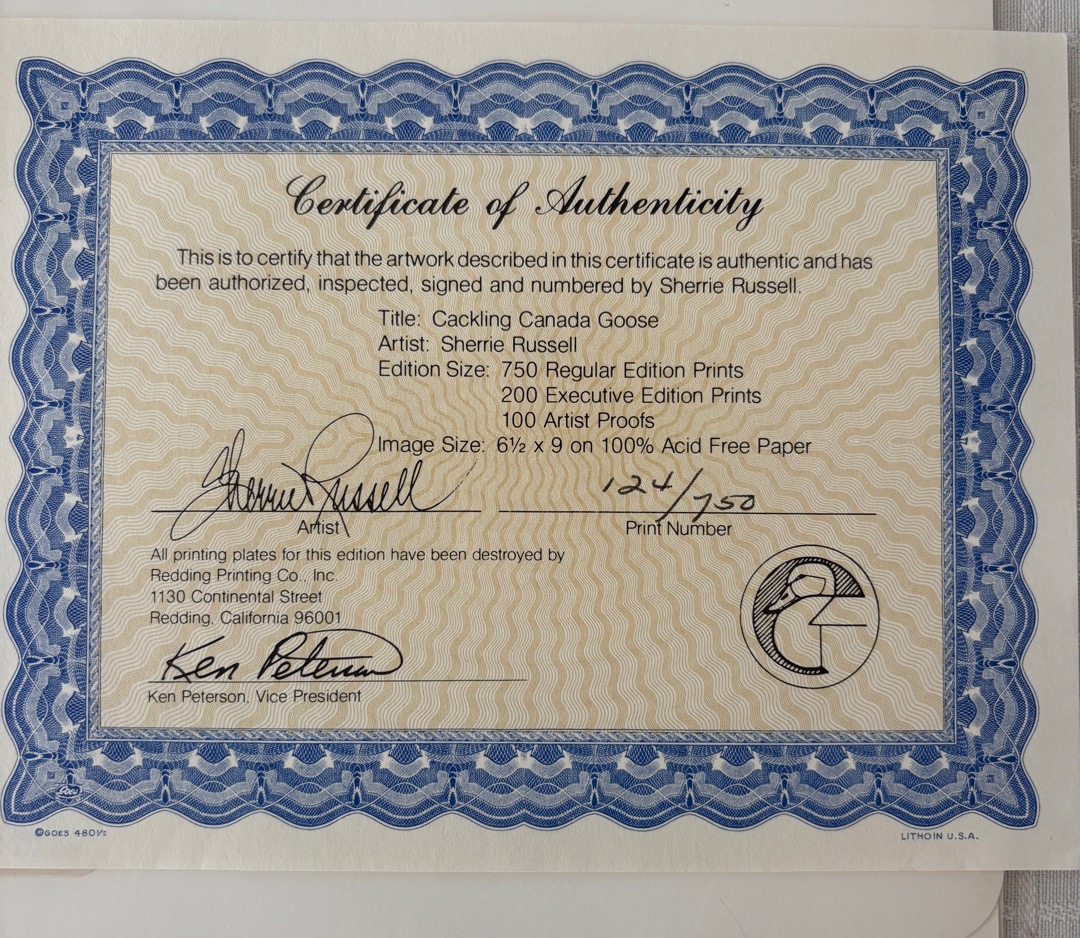 Certificate of Authenticity
This is to certify that the artwork described in this certificate is authentic and has
been authorized, inspected, signed and numbered by Sherrie Russell.
Title: Cackling Canada Goose
Artist: Sherrie Russell
Edition Size: 750 Regular Edition Prints
200 Executive Edition Prints
100 Artist Proofs
Image Size: 6½ x 9 on 100% Acid Free Paper
Sherrie Russell 124/750
Artist Print Number
All printing plates for this edition have been destroyed by
Redding Printing Co., Inc.
1130 Continental Street
Redding, California 96001
Ken Peterson
Ken Peterson, Vice President
Goes
©GOES 480½ LITHO IN U.S.A.